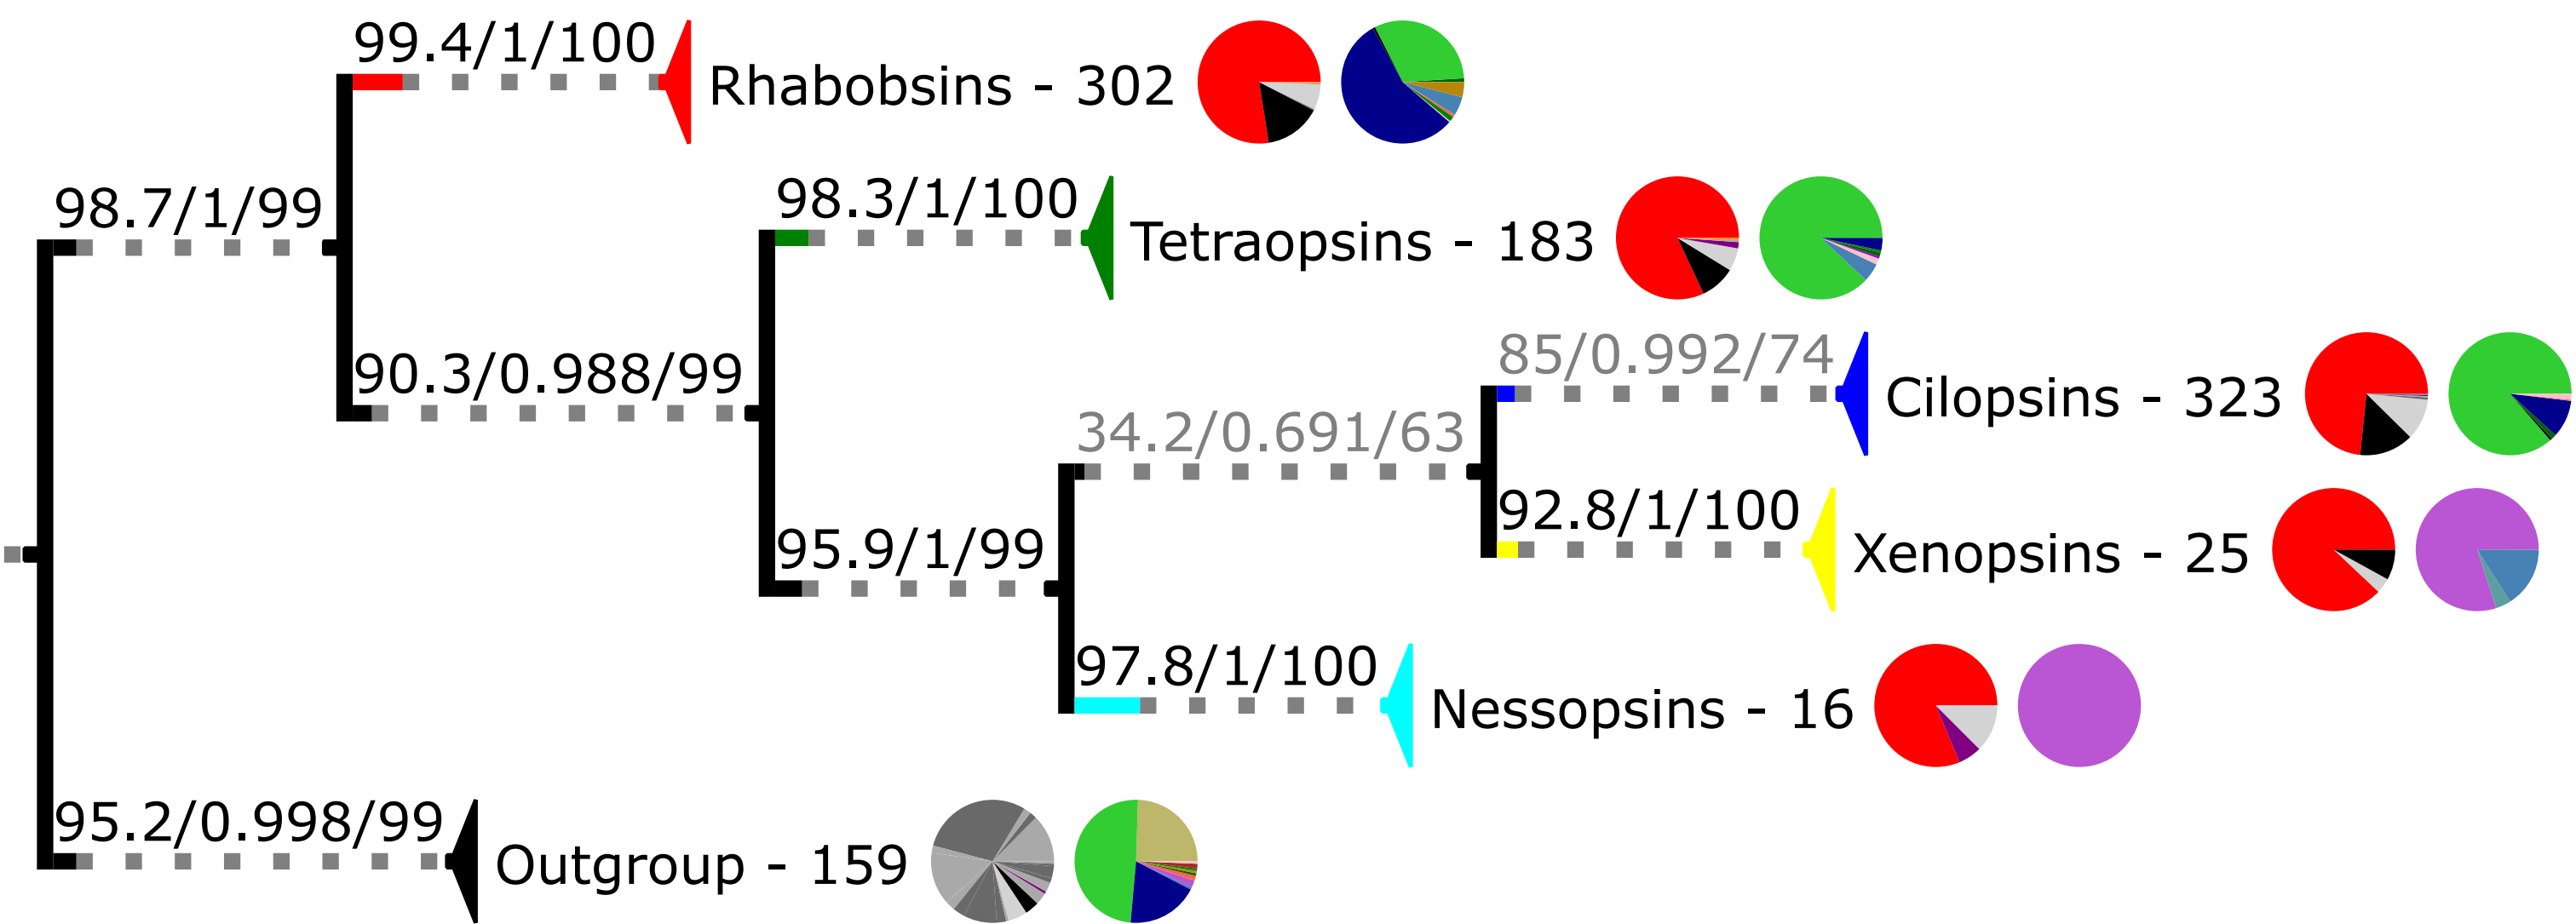 99.4/1/100
Rhabobsins - 302
98.7/1/99
98.3/1/100
Tetraopsins - 183
90.3/0.988/99
85/0.992/74
Cilopsins - 323
34.2/0.691/63
92.8/1/100
Xenopsins - 25
95.9/1/99
97.8/1/100
Nessopsins - 16
95.2/0.998/99
Outgroup - 159